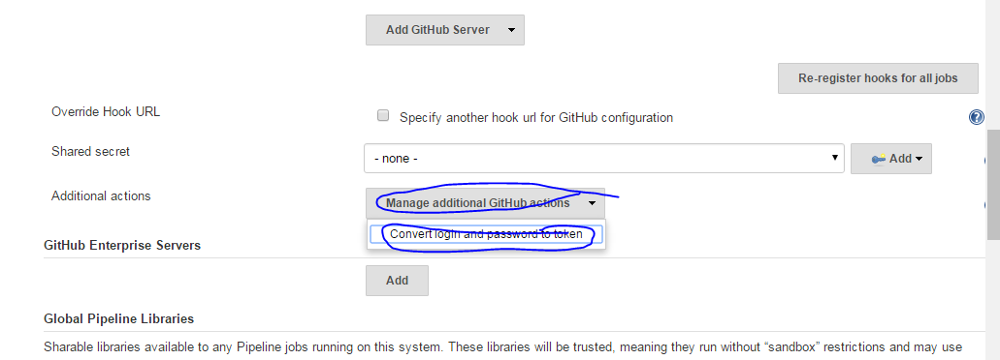 Add GitHub Server
Re-register hooks for all jobs
Override Hook URL
Specify another hook url for GitHub configuration
?
Shared secret
- none -
Add
Additional actions
Manage additional GitHub actions
Convert login and password to token
GitHub Enterprise Servers
Add
Global Pipeline Libraries
Sharable libraries available to any Pipeline jobs running on this system. These libraries will be trusted, meaning they run without “sandbox” restrictions and may use